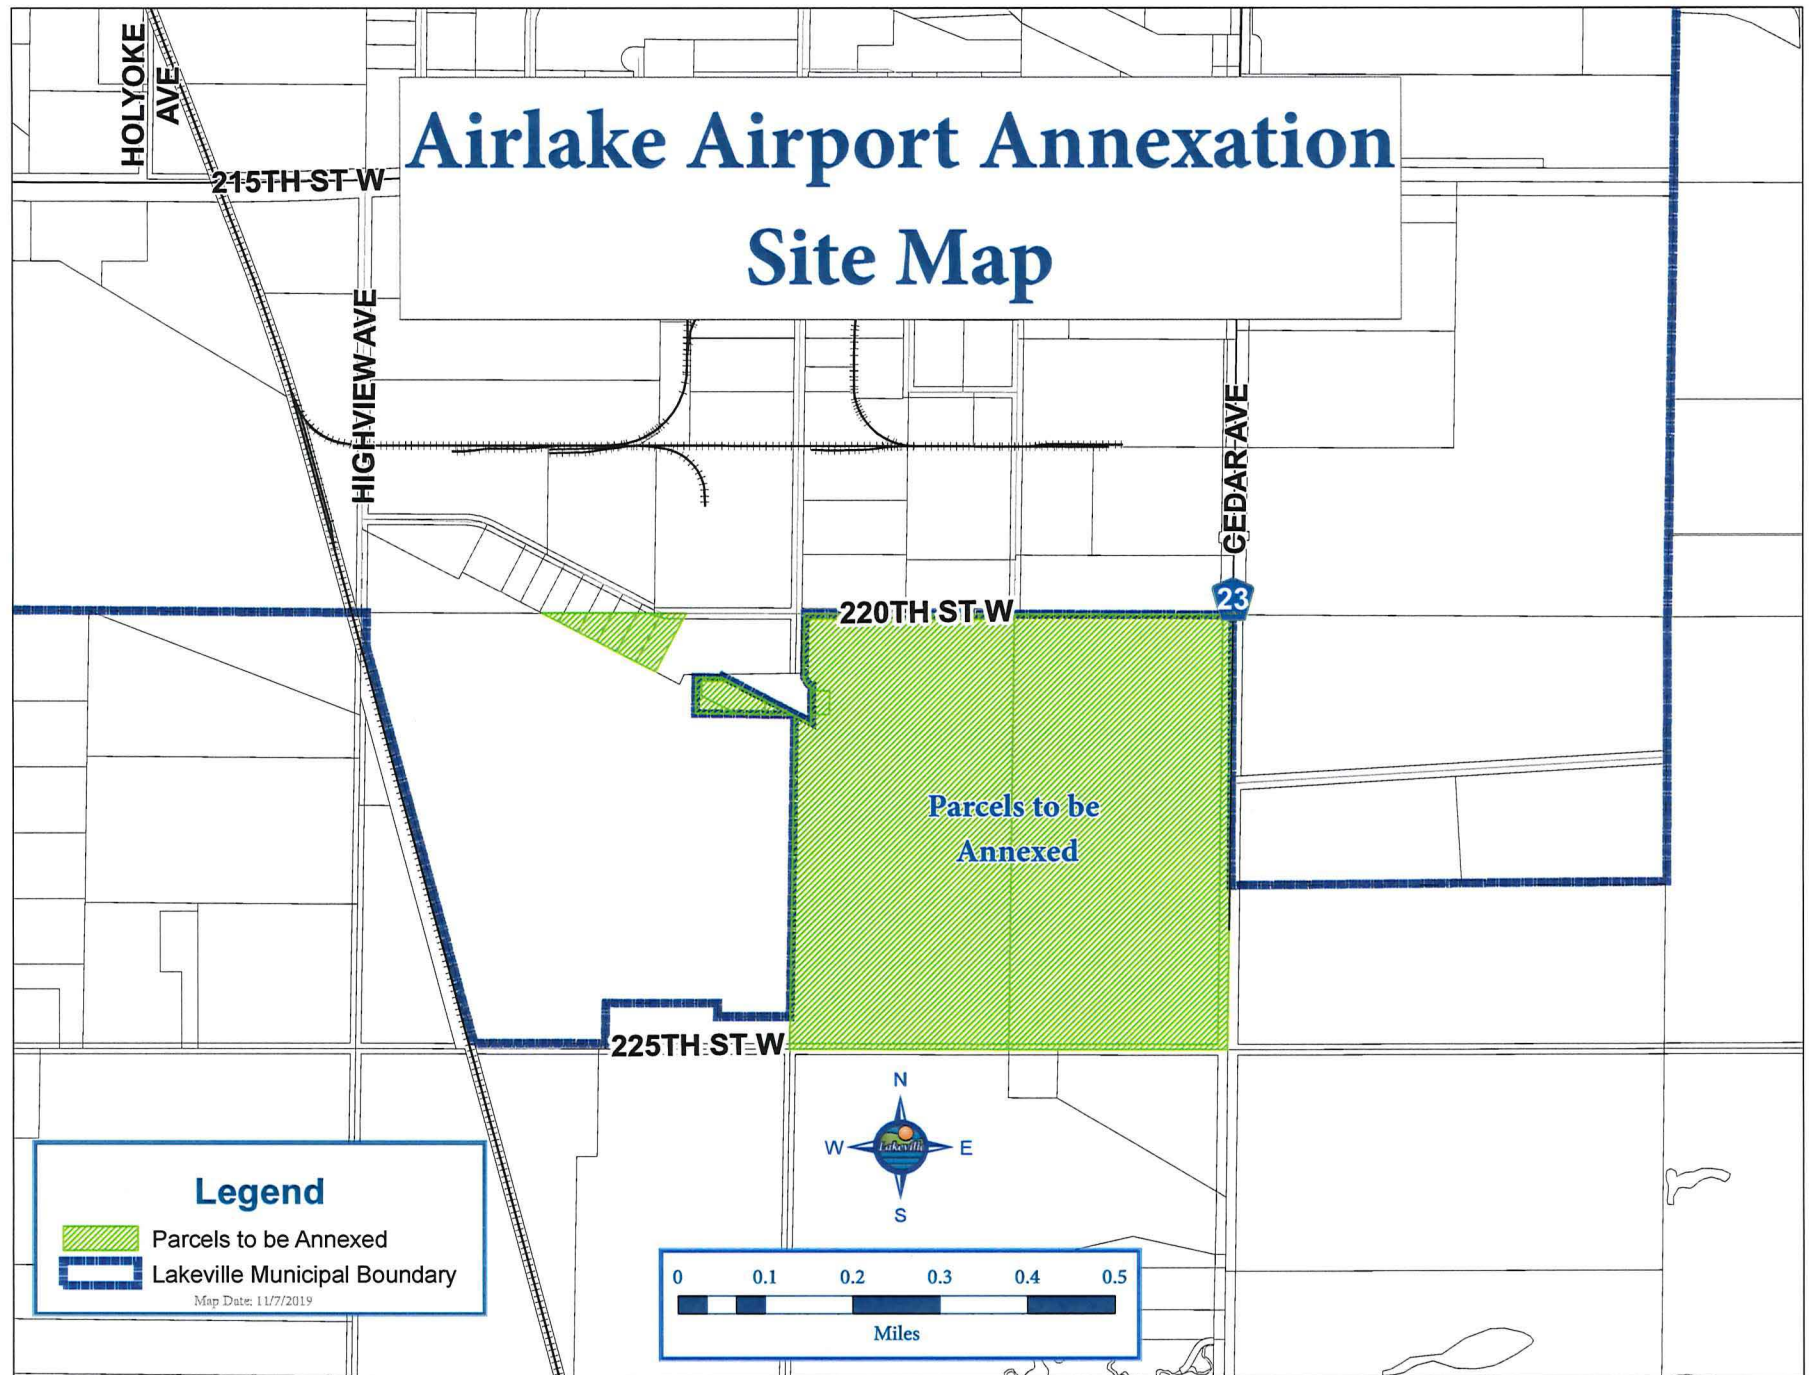 HOLYOKE
AVE
Airlake Airport Annexation
Site Map
215TH ST W
HIGHVIEW AVE
CEDAR AVE
23
220TH ST W
Parcels to be
Annexed
225TH ST W
N
W
Lakeville
E
S
Legend
Parcels to be Annexed
Lakeville Municipal Boundary
Map Date: 11/7/2019
0 0.1 0.2 0.3 0.4 0.5
Miles